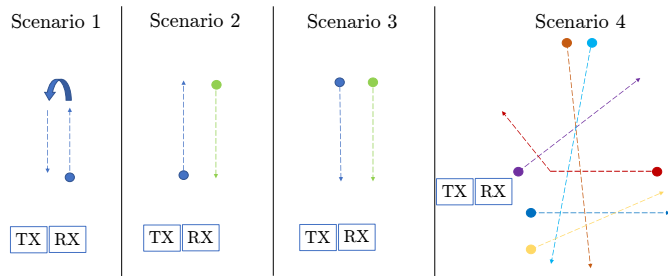 Scenario 1
Scenario 2
Scenario 3
Scenario 4
TX RX
TX RX
TX RX
TX RX